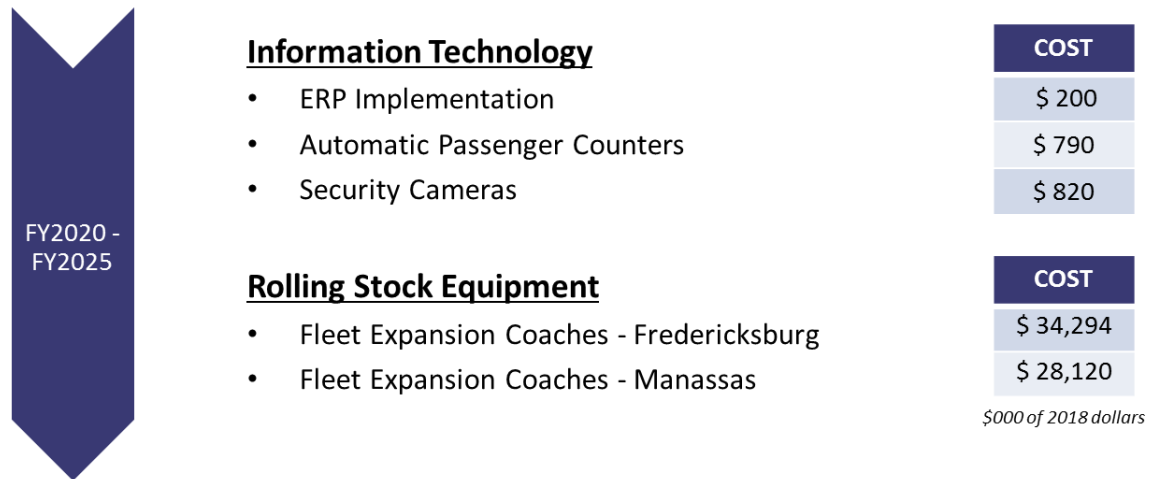 Information Technology
COST
• ERP Implementation
$ 200
• Automatic Passenger Counters
$ 790
• Security Cameras
$ 820
FY2020 -
FY2025
Rolling Stock Equipment
COST
• Fleet Expansion Coaches - Fredericksburg
$ 34,294
• Fleet Expansion Coaches - Manassas
$ 28,120
$000 of 2018 dollars